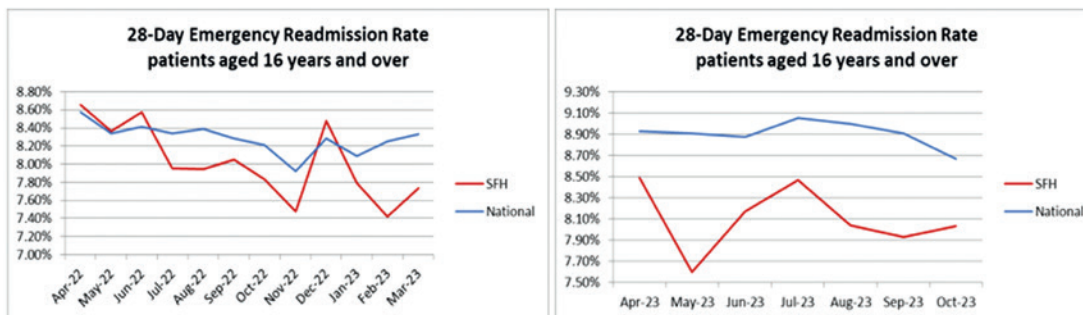 28-Day Emergency Readmission Rate
patients aged 16 years and over
8.80%
8.60%
8.40%
8.20%
8.00%
7.80%
7.60%
7.40%
7.20%
7.00%
SFH
National
Apr-22
May-22
Jun-22
Jul-22
Aug-22
Sep-22
Oct-22
Nov-22
Dec-22
Jan-23
Feb-23
Mar-23
28-Day Emergency Readmission Rate
patients aged 16 years and over
9.30%
9.10%
8.90%
8.70%
8.50%
8.30%
8.10%
7.90%
7.70%
7.50%
SFH
National
Apr-23 May-23 Jun-23 Jul-23 Aug-23 Sep-23 Oct-23